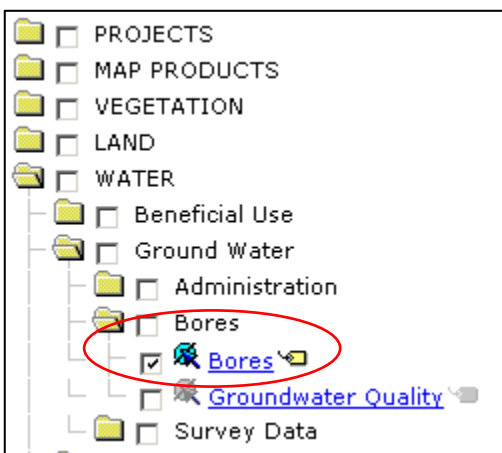 PROJECTS
MAP PRODUCTS
VEGETATION
LAND
WATER
Beneficial Use
Ground Water
Administration
Bores
Bores
Groundwater Quality
Survey Data